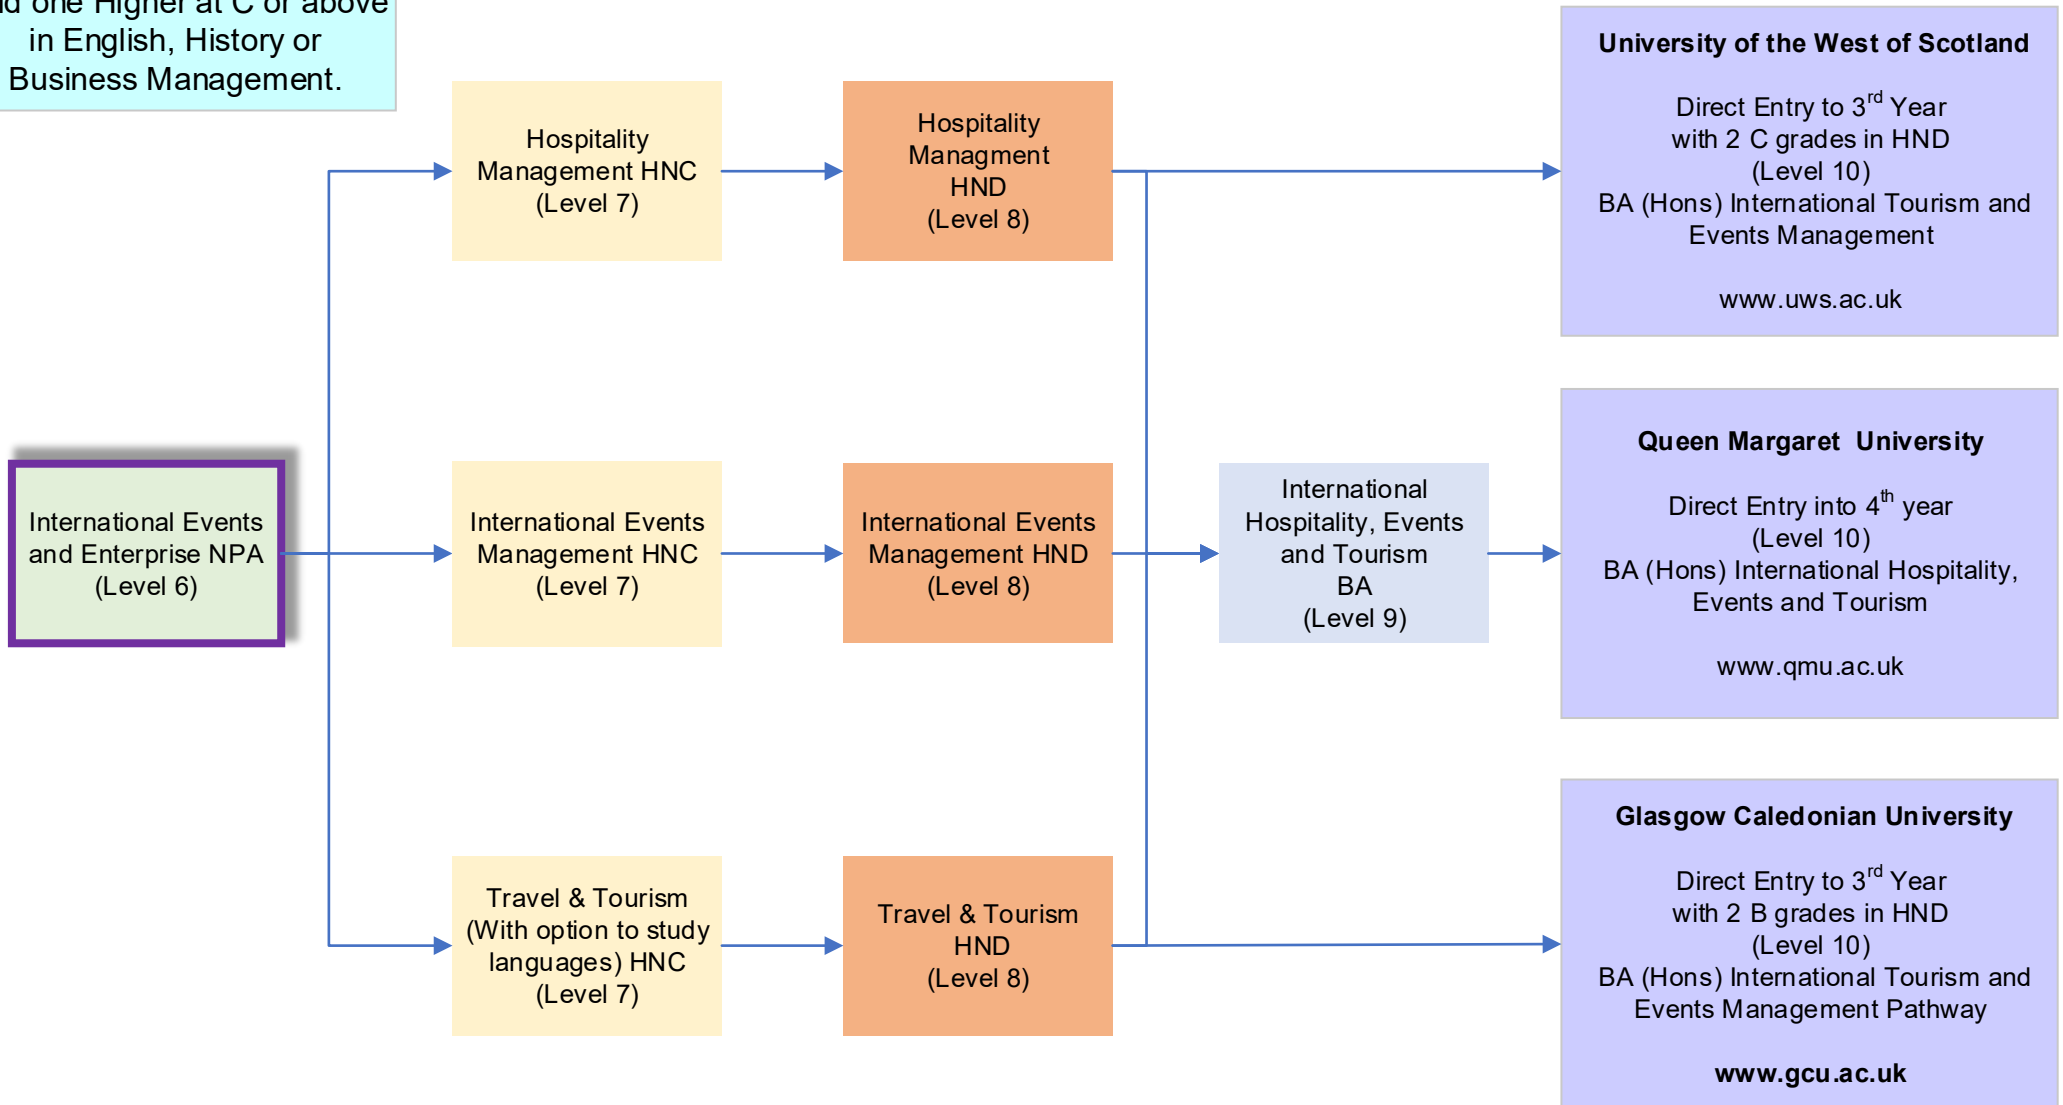 one Higher at C or above
in English, History or
Business Management.
Hospitality
Management HNC
(Level 7)
Hospitality
Managment
HND
(Level 8)
University of the West of Scotland
Direct Entry to 3rd Year
with 2 C grades in HND
(Level 10)
BA (Hons) International Tourism and
Events Management
www.uws.ac.uk
International Events
and Enterprise NPA
(Level 6)
International Events
Management HNC
(Level 7)
International Events
Management HND
(Level 8)
International
Hospitality, Events
and Tourism
BA
(Level 9)
Queen Margaret University
Direct Entry into 4th year
(Level 10)
BA (Hons) International Hospitality,
Events and Tourism
www.qmu.ac.uk
Travel & Tourism
(With option to study
languages) HNC
(Level 7)
Travel & Tourism
HND
(Level 8)
Glasgow Caledonian University
Direct Entry to 3rd Year
with 2 B grades in HND
(Level 10)
BA (Hons) International Tourism and
Events Management Pathway
www.gcu.ac.uk